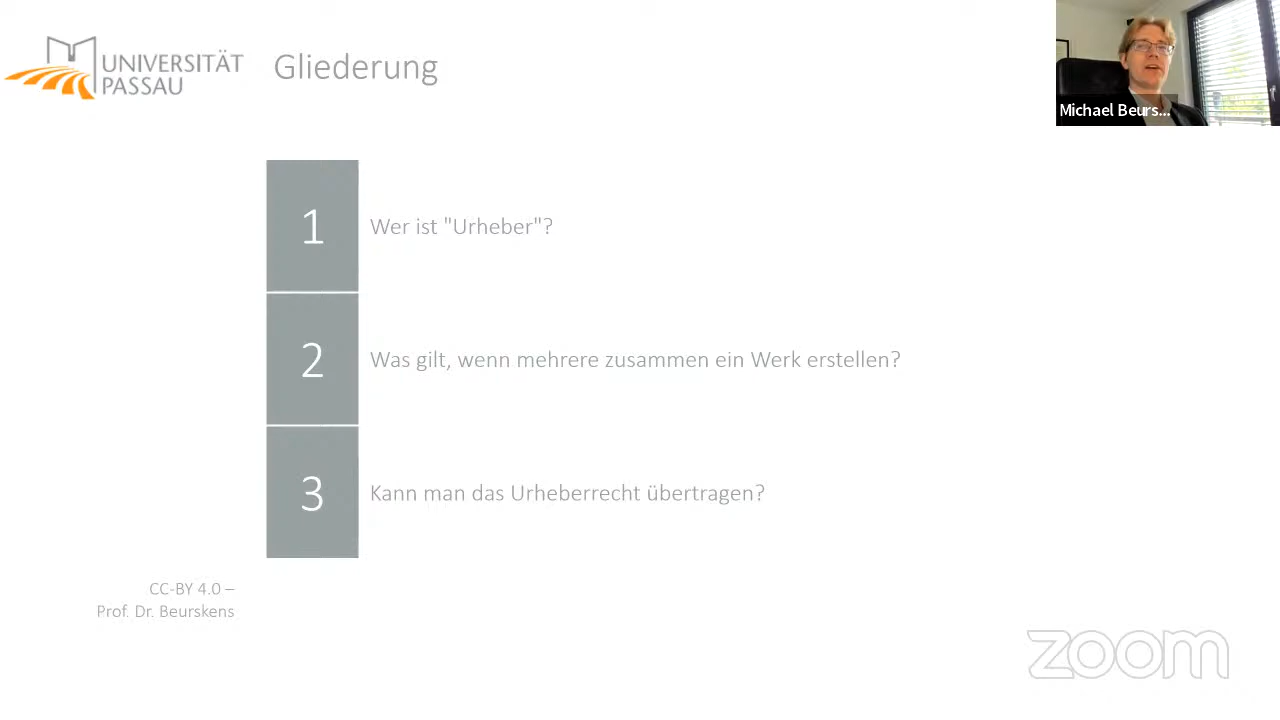 UNIVERSITÄT
PASSAU
Gliederung
Michael Beurs...
1
Wer ist "Urheber"?
2
Was gilt, wenn mehrere zusammen ein Werk erstellen?
3
Kann man das Urheberrecht übertragen?
CC-BY 4.0 –
Prof. Dr. Beurskens
zoom